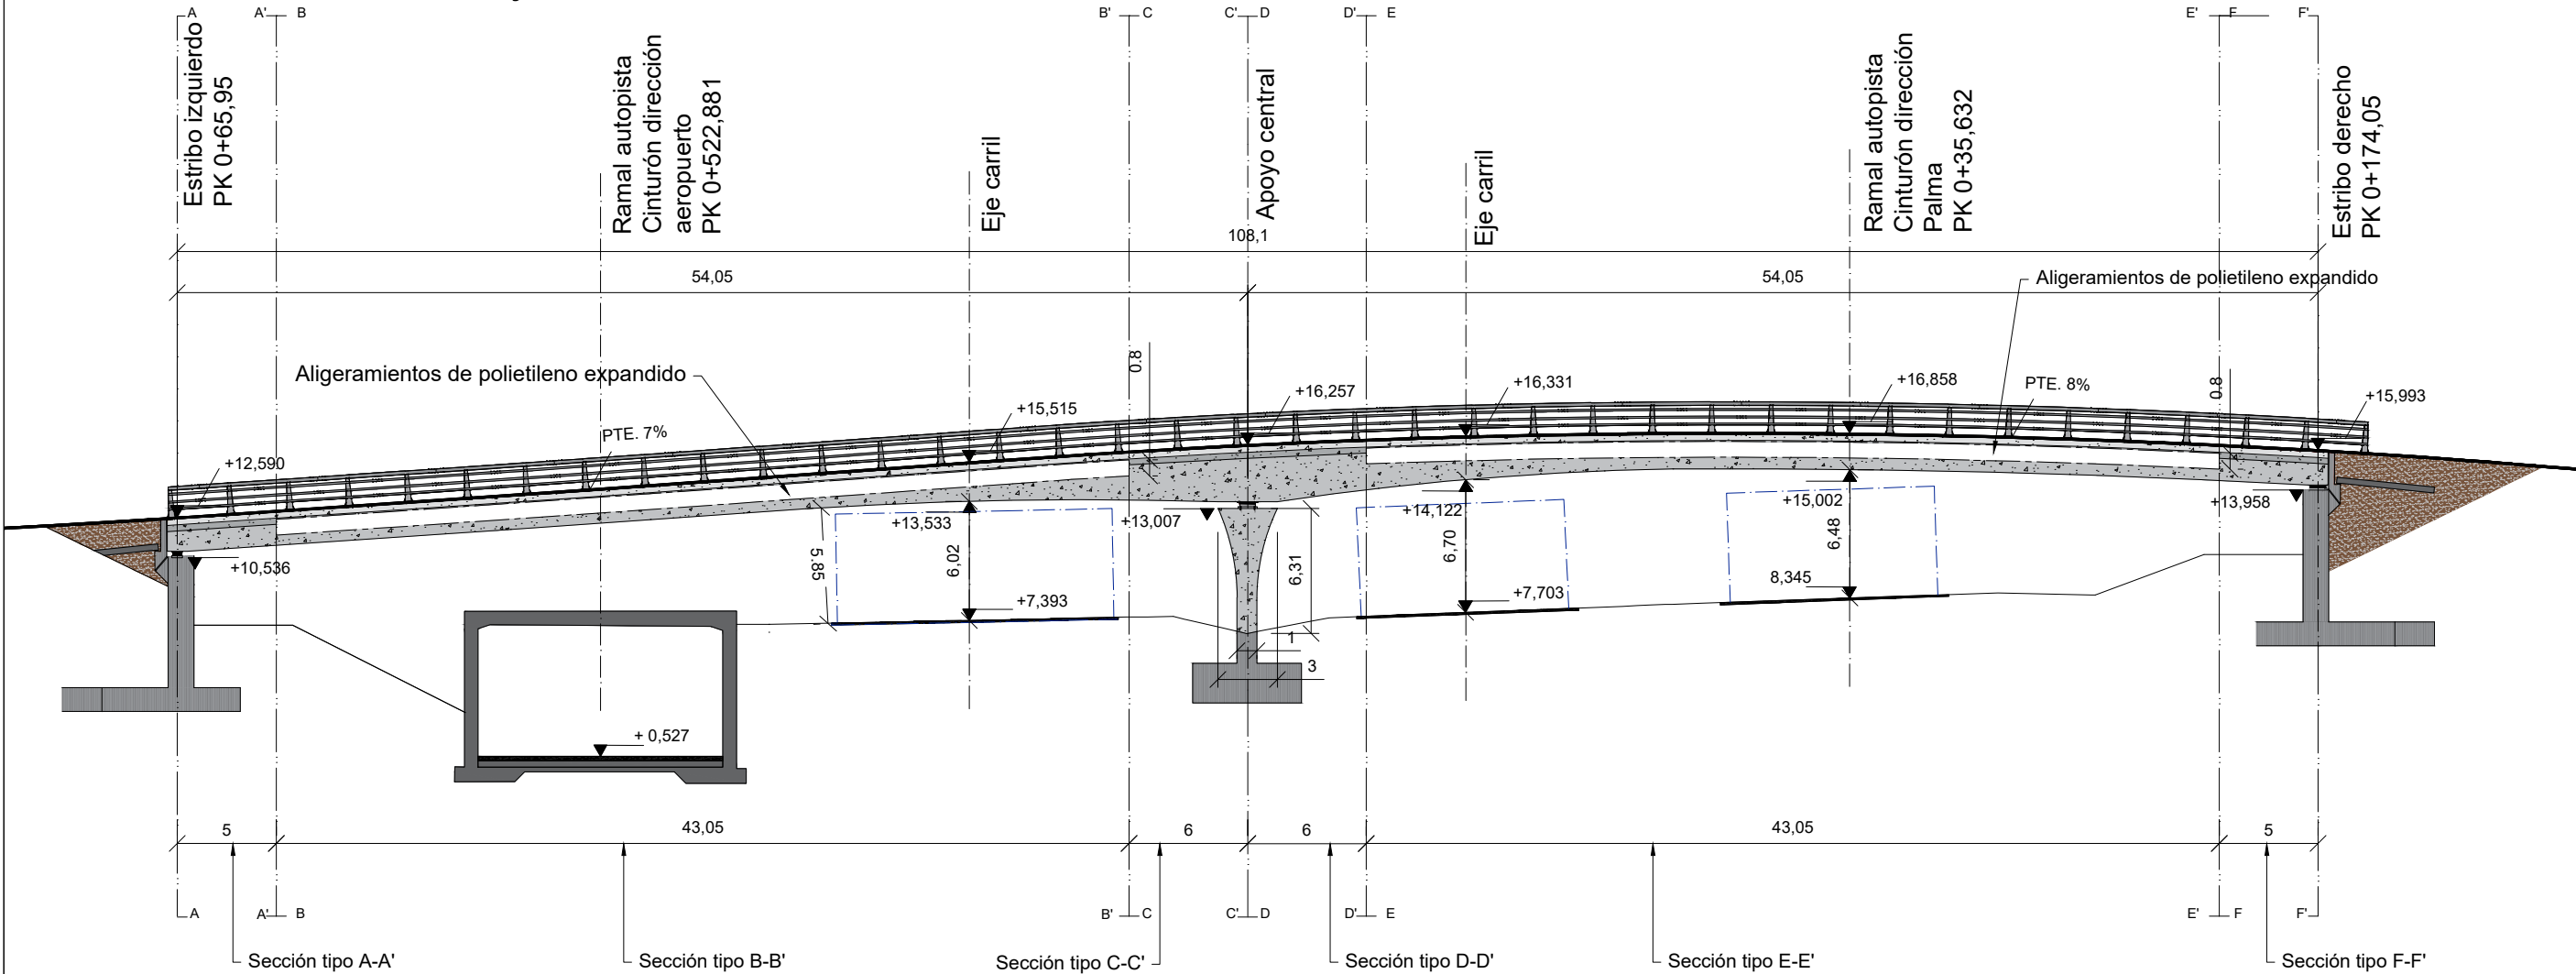 A
A'
B
B'
C
C'
D
D'
E
E'
F
F'
Estribo izquierdo
PK 0+65,95
Ramal autopista
Cinturón dirección
aeropuerto
PK 0+522,881
Eje carril
Apoyo central
Eje carril
Ramal autopista
Cinturón dirección
Palma
PK 0+35,632
Estribo derecho
PK 0+174,05
108,1
54,05
54,05
Aligeramientos de polietileno expandido
Aligeramientos de polietileno expandido
0.8
+16,257
+16,331
+16,858
PTE. 8%
0.8
+15,993
+15,515
PTE. 7%
+12,590
+13,533
+13,007
+14,122
+15,002
+13,958
+10,536
5.85
6,02
6,31
6,70
6,48
+7,393
+7,703
8,345
1
3
+ 0,527
5
43,05
6
6
43,05
5
A
A'
B
B'
C
C'
D
D'
E
E'
F
F'
Sección tipo A-A'
Sección tipo B-B'
Sección tipo C-C'
Sección tipo D-D'
Sección tipo E-E'
Sección tipo F-F'